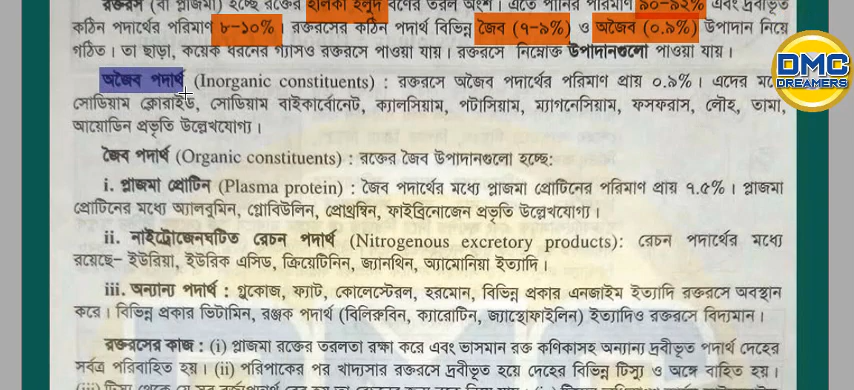 রক্তরস (বা প্লাজমা) হচ্ছে রক্তের হালকা হলুদ বর্ণের তরল অংশ। এতে পানির পরিমাণ ৯০-৯২% এবং দ্রবীভূত
কঠিন পদার্থের পরিমাণ ৮-১০%। রক্তরসের কঠিন পদার্থ বিভিন্ন জৈব (৭-৯%) ও অজৈব (০.৯%) উপাদান নিয়ে
গঠিত। তা ছাড়া, কয়েক ধরনের গ্যাসও রক্তরসে পাওয়া যায়। রক্তরসে নিম্নোক্ত উপাদানগুলো পাওয়া যায়।
DMC
DREAMERS
অজৈব পদার্থ (Inorganic constituents) : রক্তরসে অজৈব পদার্থের পরিমাণ প্রায় ০.৯%। এদের
সোডিয়াম ক্লোরাইড, সোডিয়াম বাইকার্বোনেট, ক্যালসিয়াম, পটাসিয়াম, ম্যাগনেসিয়াম, ফসফরাস, লৌহ, তামা,
আয়োডিন প্রভৃতি উল্লেখযোগ্য।
জৈব পদার্থ (Organic constituents) : রক্তের জৈব উপাদানগুলো হচ্ছে:
i. প্লাজমা প্রোটিন (Plasma protein) : জৈব পদার্থের মধ্যে প্লাজমা প্রোটিনের পরিমাণ প্রায় ৭.৫%। প্লাজমা
প্রোটিনের মধ্যে অ্যালবুমিন, গ্লোবিউলিন, প্রোথ্রম্বিন, ফাইব্রিনোজেন প্রভৃতি উল্লেখযোগ্য।
ii. নাইট্রোজেনঘটিত রেচন পদার্থ (Nitrogenous excretory products): রেচন পদার্থের মধ্যে
রয়েছে- ইউরিয়া, ইউরিক এসিড, ক্রিয়েটিনিন, জ্যানথিন, অ্যামোনিয়া ইত্যাদি।
iii. অন্যান্য পদার্থ : গ্লুকোজ, ফ্যাট, কোলেস্টেরল, হরমোন, বিভিন্ন প্রকার এনজাইম ইত্যাদি রক্তরসে অবস্থান
করে। বিভিন্ন প্রকার ভিটামিন, রঞ্জক পদার্থ (বিলিরুবিন, ক্যারোটিন, জ্যান্থোফাইলিন) ইত্যাদিও রক্তরসে বিদ্যমান।
রক্তরসের কাজ : (i) প্লাজমা রক্তের তরলতা রক্ষা করে এবং ভাসমান রক্ত কণিকাসহ অন্যান্য দ্রবীভূত পদার্থ দেহের
সর্বত্র পরিবাহিত হয়। (ii) পরিপাকের পর খাদ্যসার রক্তরসে দ্রবীভূত হয়ে দেহের বিভিন্ন টিস্যু ও অঙ্গে বাহিত হয়।